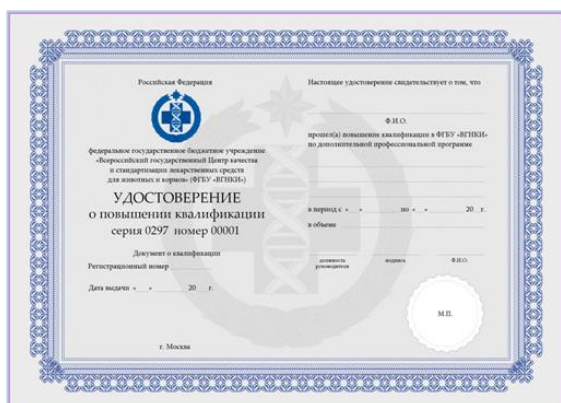 Российская Федерация
федеральное государственное бюджетное учреждение
«Всероссийский государственный Центр качества
и стандартизации лекарственных средств
для животных и кормов» (ФГБУ «ВГНКИ»)
УДОСТОВЕРЕНИЕ
о повышении квалификации
серия 0297 номер 00001
Документ о квалификации
Регистрационный номер
Дата выдачи « » 20 г.
г. Москва
Настоящее удостоверение свидетельствует о том, что
Ф.И.О.
прошел(а) повышение квалификации в ФГБУ «ВГНКИ»
по дополнительной профессиональной программе
в период с « » по « » 20 г.
в объеме
должность подпись Ф.И.О.
руководителя
М.П.